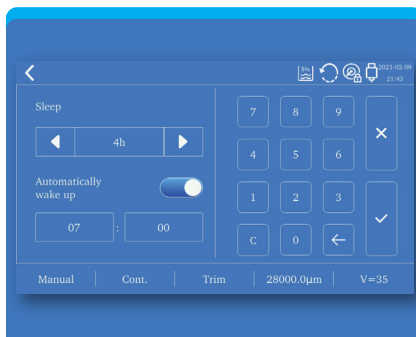 3%
2021-02-09
21:43
Sleep
4h
Automatically
wake up
07 : 00
7 8 9
4 5 6
1 2 3
C 0
Manual Cont. Trim 28000.0μm V=35